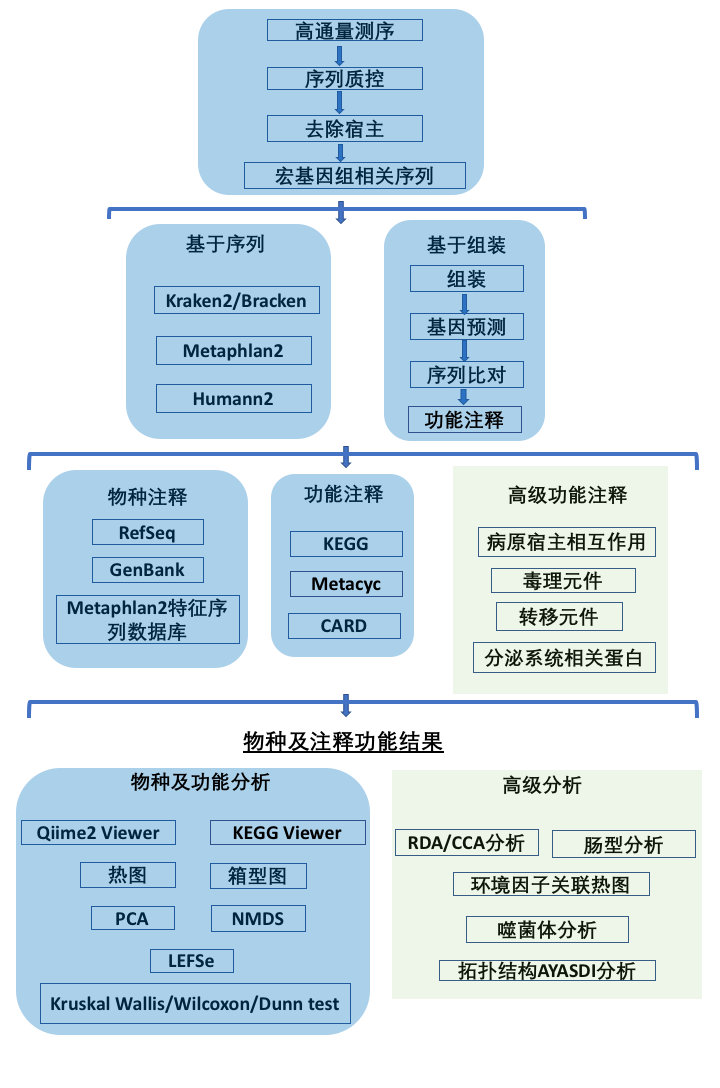 高通量测序
序列质控
去除宿主
宏基因组相关序列
基于序列
Kraken2/Bracken
Metaphlan2
Humann2
基于组装
组装
基因预测
序列比对
功能注释
物种注释
RefSeq
GenBank
Metaphlan2特征序
列数据库
功能注释
KEGG
Metacyc
CARD
高级功能注释
病原宿主相互作用
毒理元件
转移元件
分泌系统相关蛋白
物种及注释功能结果
物种及功能分析
Qiime2 Viewer
KEGG Viewer
热图
箱型图
PCA
NMDS
LEFSe
Kruskal Wallis/Wilcoxon/Dunn test
高级分析
RDA/CCA分析
肠型分析
环境因子关联热图
噬菌体分析
拓扑结构AYASDI分析